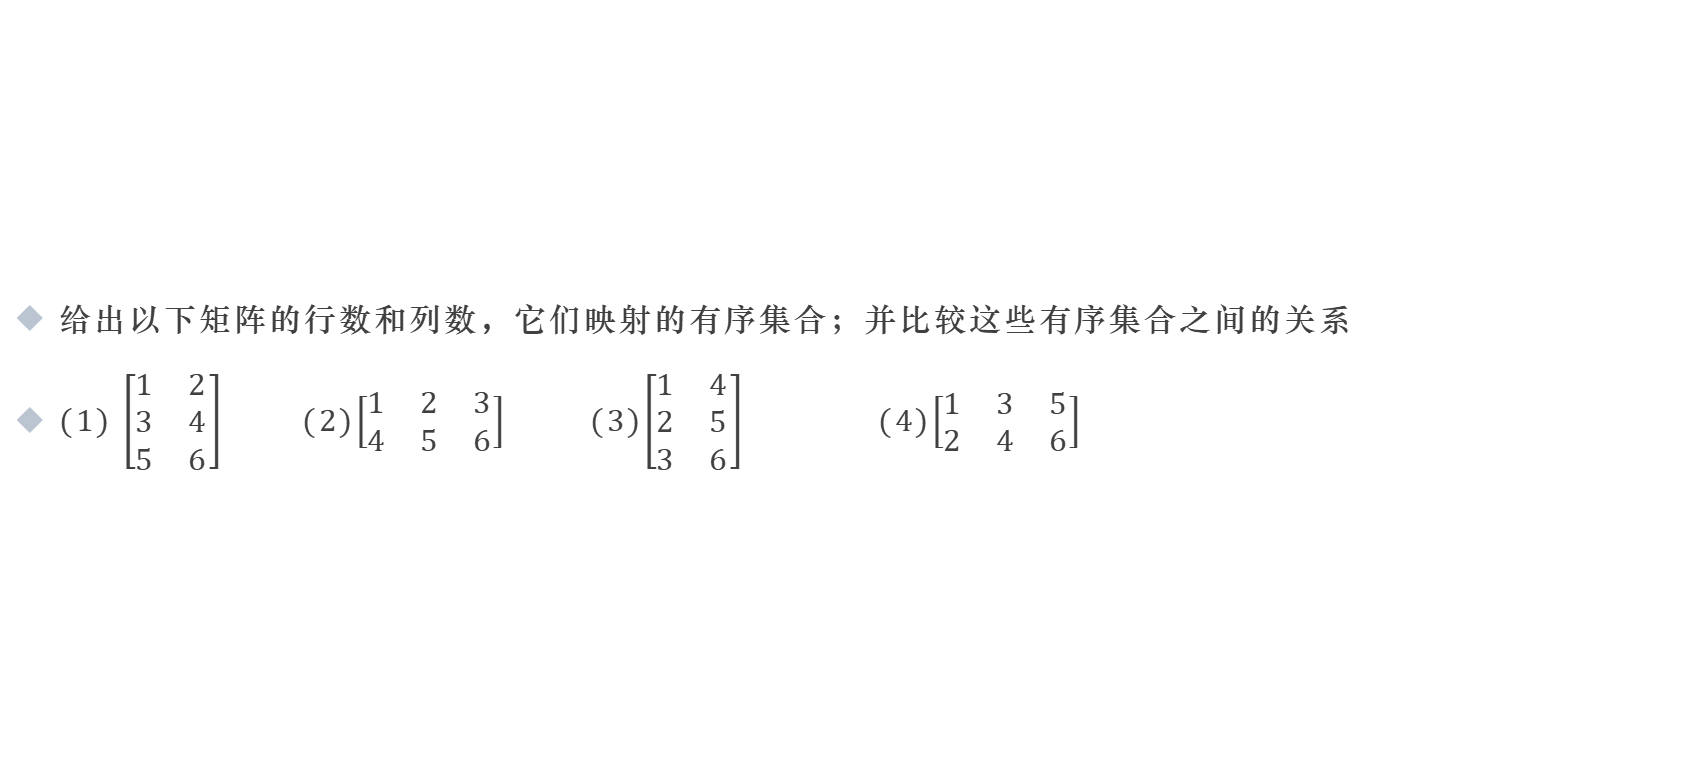 ◆ 给出以下矩阵的行数和列数，它们映射的有序集合；并比较这些有序集合之间的关系
◆ (1) [1 2; 3 4; 5 6] (2) [1 2 3; 4 5 6] (3) [1 4; 2 5; 3 6] (4) [1 3 5; 2 4 6]